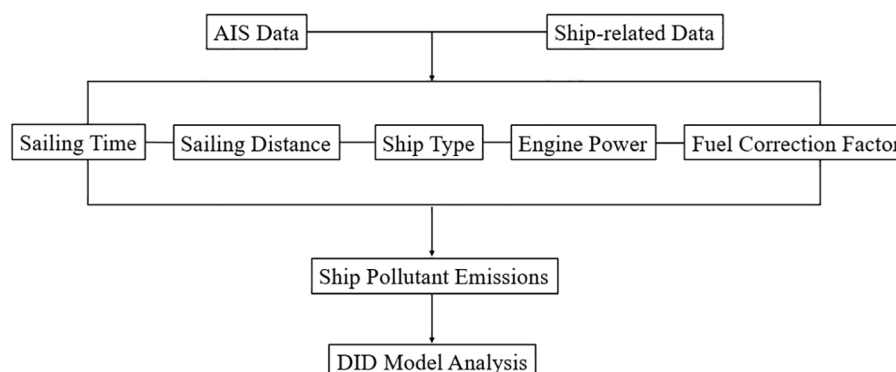 AIS Data
Ship-related Data
Sailing Time
Sailing Distance
Ship Type
Engine Power
Fuel Correction Factor
Ship Pollutant Emissions
DID Model Analysis